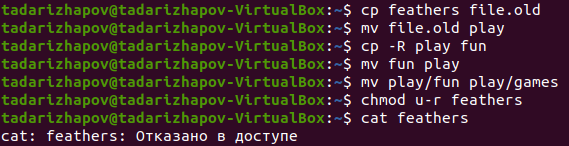 tadarizhapov@tadarizhapov-VirtualBox:~$ cp feathers file.old
tadarizhapov@tadarizhapov-VirtualBox:~$ mv file.old play
tadarizhapov@tadarizhapov-VirtualBox:~$ cp -R play fun
tadarizhapov@tadarizhapov-VirtualBox:~$ mv fun play
tadarizhapov@tadarizhapov-VirtualBox:~$ mv play/fun play/games
tadarizhapov@tadarizhapov-VirtualBox:~$ chmod u-r feathers
tadarizhapov@tadarizhapov-VirtualBox:~$ cat feathers
cat: feathers: Отказано в доступе